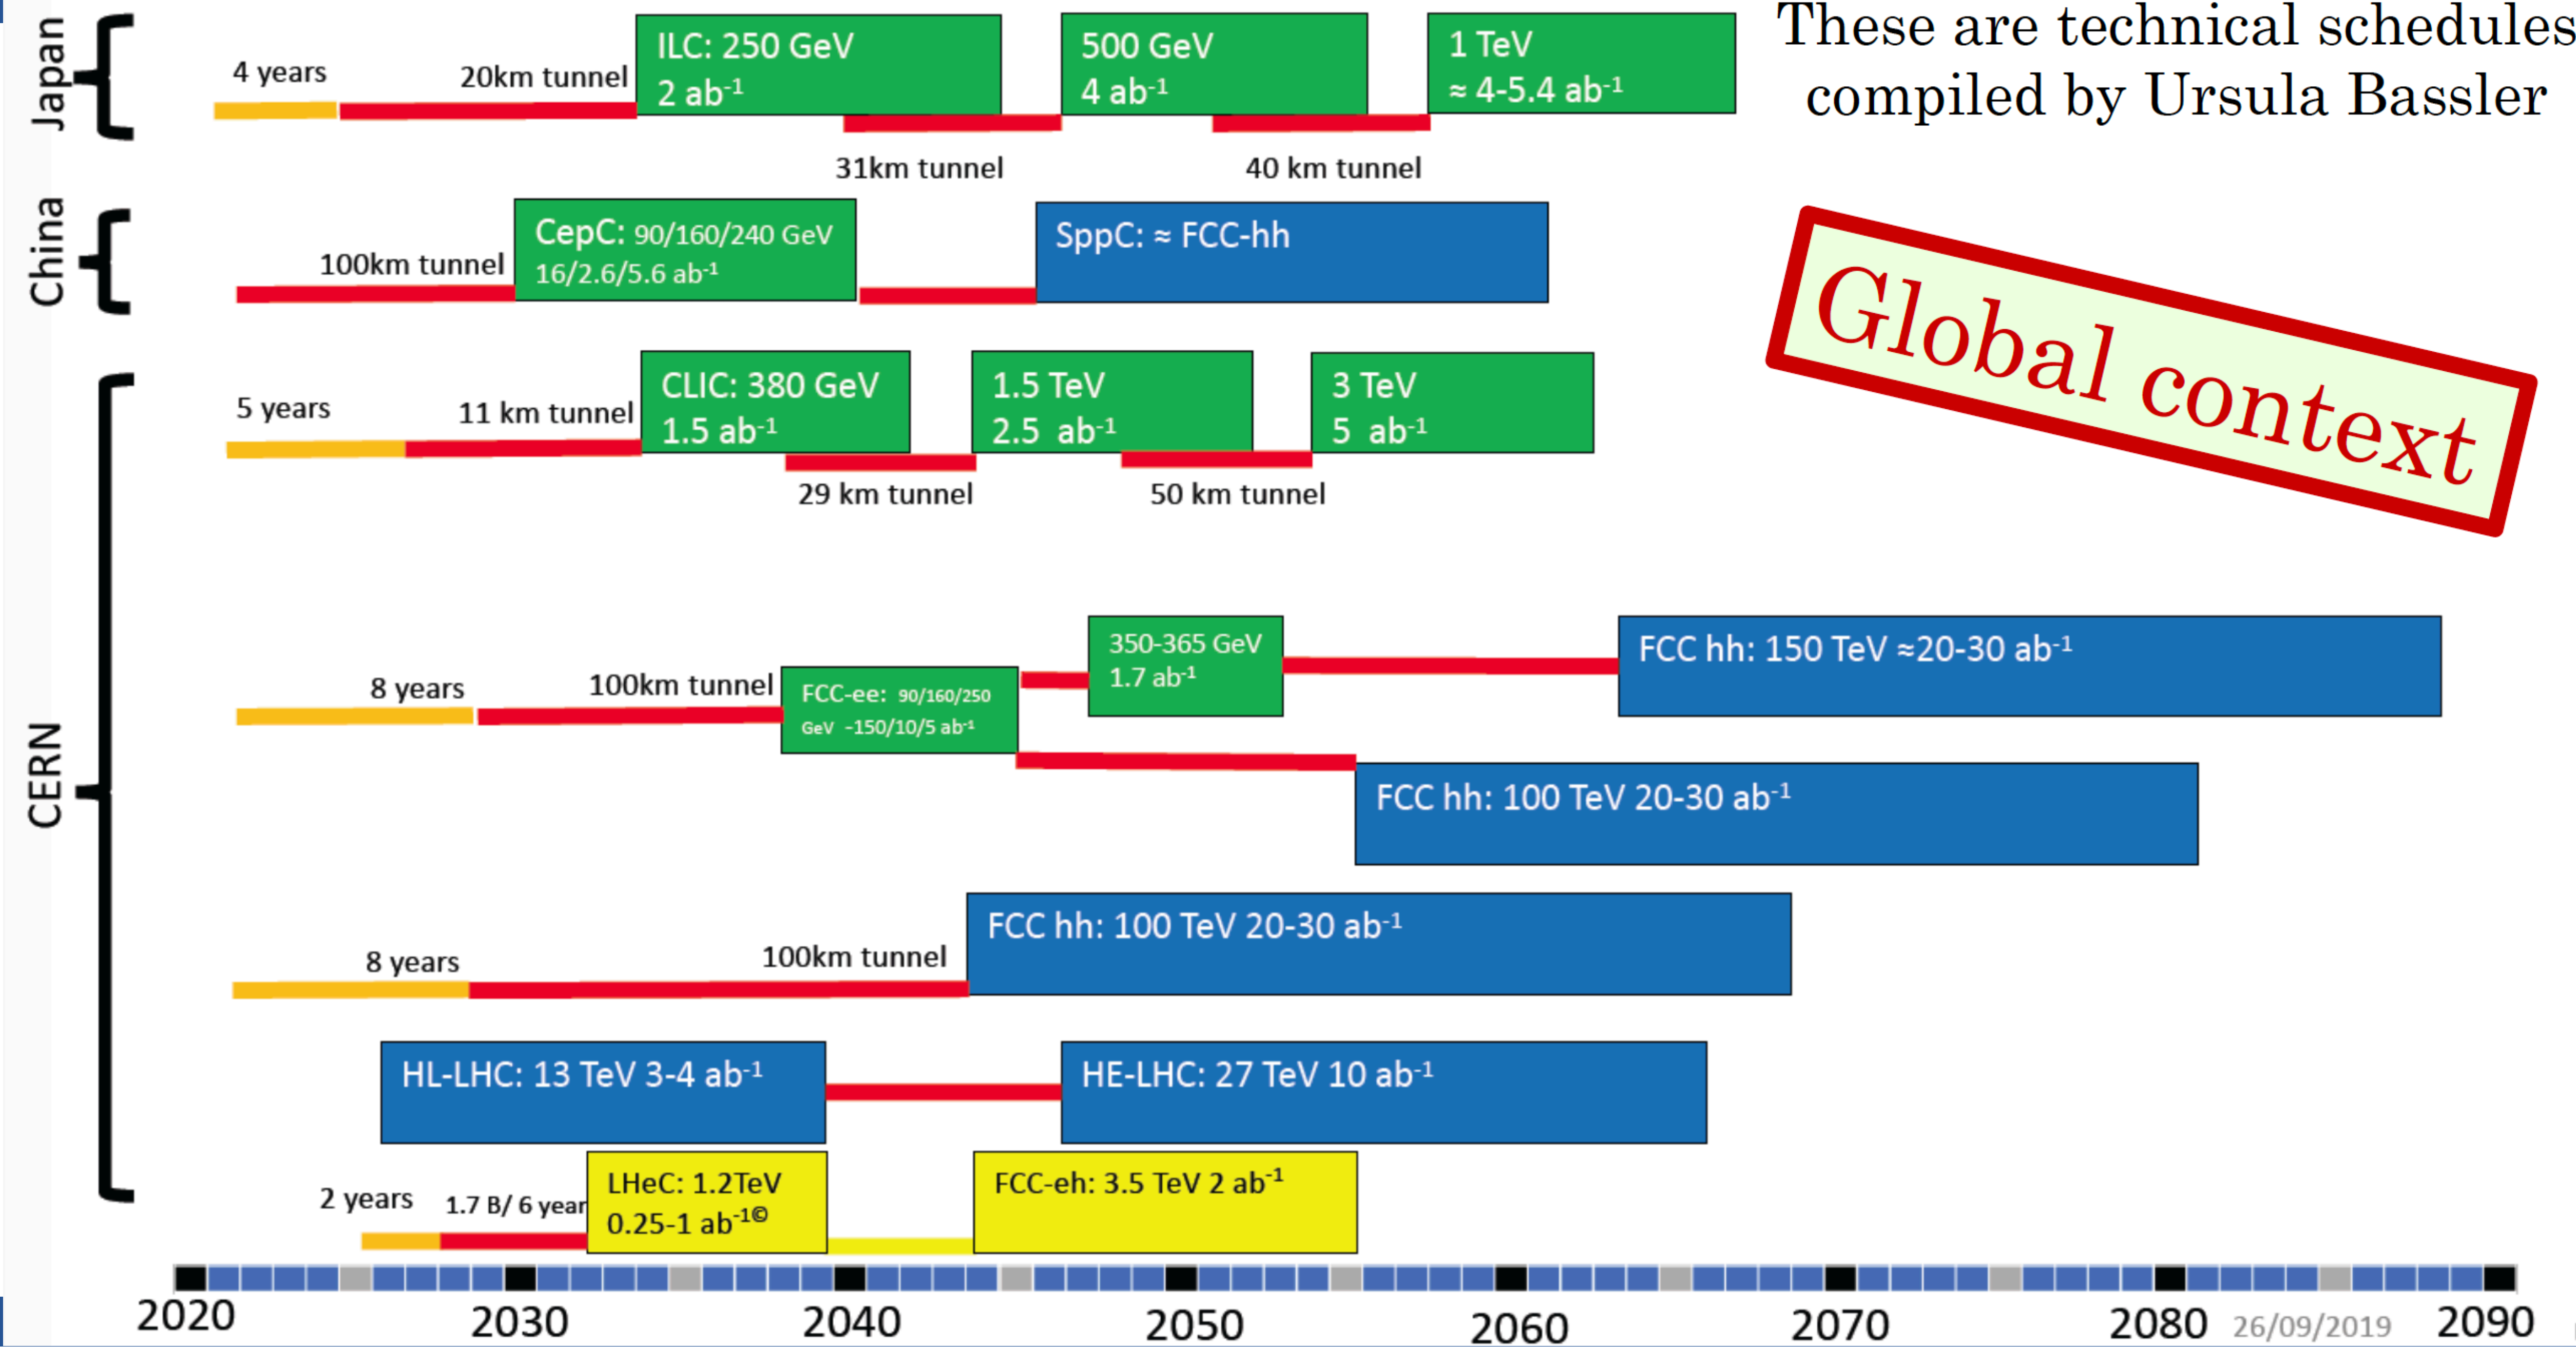 These are technical schedules
compiled by Ursula Bassler
Global context
Japan
4 years
20km tunnel
ILC: 250 GeV
2 ab-1
500 GeV
4 ab-1
1 TeV
≈ 4-5.4 ab-1
31km tunnel
40 km tunnel
China
100km tunnel
CepC: 90/160/240 GeV
16/2.6/5.6 ab-1
SppC: ≈ FCC-hh
CERN
5 years
11 km tunnel
CLIC: 380 GeV
1.5 ab-1
1.5 TeV
2.5 ab-1
3 TeV
5 ab-1
29 km tunnel
50 km tunnel
8 years
100km tunnel
FCC-ee: 90/160/250
GeV -150/10/5 ab-1
350-365 GeV
1.7 ab-1
FCC hh: 150 TeV ≈20-30 ab-1
FCC hh: 100 TeV 20-30 ab-1
8 years
100km tunnel
FCC hh: 100 TeV 20-30 ab-1
HL-LHC: 13 TeV 3-4 ab-1
HE-LHC: 27 TeV 10 ab-1
2 years
1.7 B/ 6 year
LHeC: 1.2TeV
0.25-1 ab-1©
FCC-eh: 3.5 TeV 2 ab-1
2020 2030 2040 2050 2060 2070 2080 26/09/2019 2090